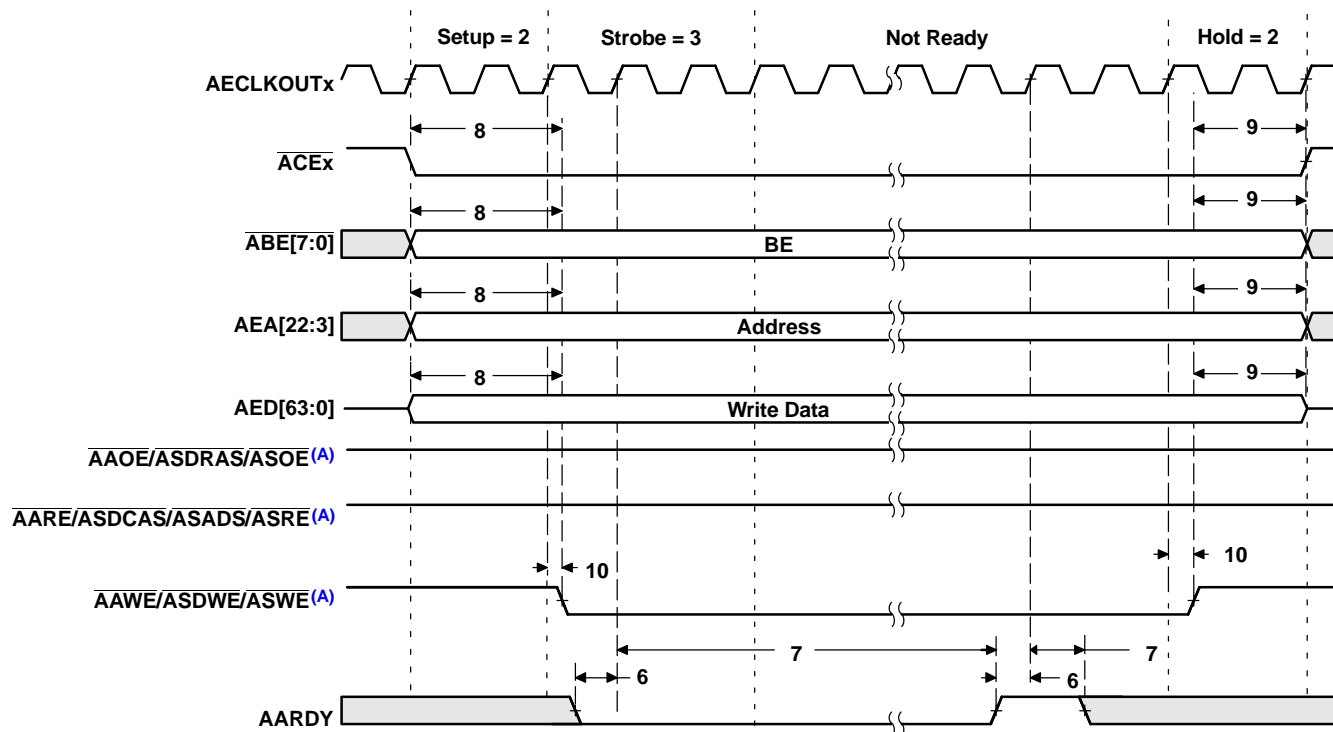 Setup = 2 Strobe = 3 Not Ready Hold = 2
AECLKOUTx
8 9
ACEx
8 9
ABE[7:0] BE
8 9
AEA[22:3] Address
8 9
AED[63:0] Write Data
AAOE/ASDRAS/ASOE(A)
AARE/ASDCAS/ASADS/ASRE(A)
10 10
AAWE/ASDWE/ASWE(A)
7 7
6 6
AARDY